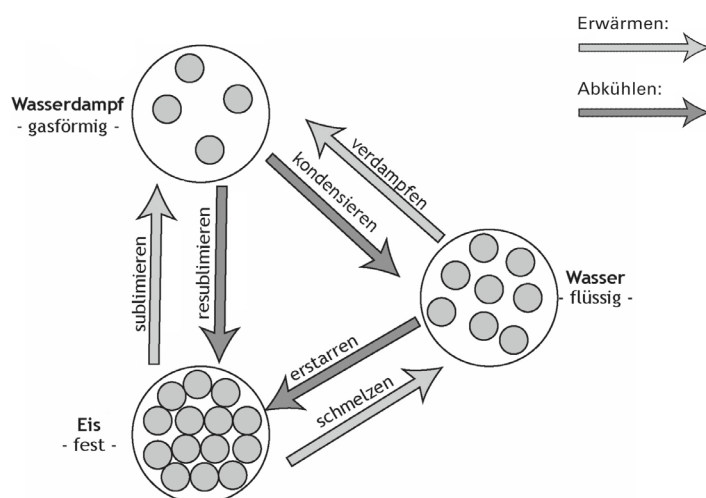 Erwärmen:
Abkühlen:
Wasserdampf
- gasförmig -
verdampfen
kondensieren
sublimieren
resublimieren
Wasser
- flüssig -
erstarren
schmelzen
Eis
- fest -